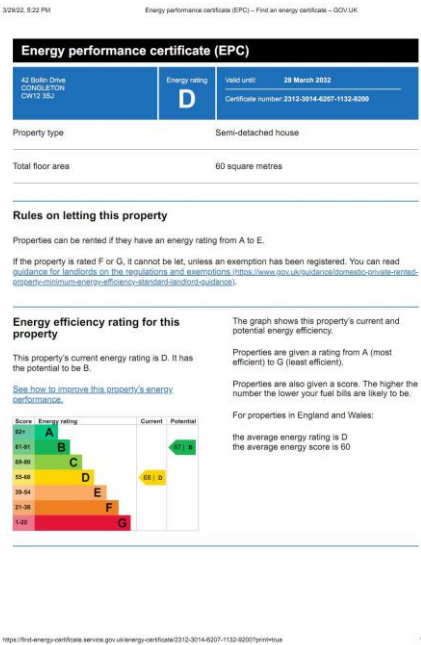 3/29/22, 5:22 PM Energy performance certificate (EPC) – Find an energy certificate – GOV.UK
Energy performance certificate (EPC)
42 Bollin Drive
CONGLETON
CW12 3SJ
Energy rating
D
Valid until: 28 March 2032
Certificate number: 2312-3014-6207-1132-9200
Property type Semi-detached house
Total floor area 60 square metres
Rules on letting this property
Properties can be rented if they have an energy rating from A to E.
If the property is rated F or G, it cannot be let, unless an exemption has been registered. You can read
guidance for landlords on the regulations and exemptions (https://www.gov.uk/guidance/domestic-private-rented-
property-minimum-energy-efficiency-standard-landlord-guidance).
Energy efficiency rating for this
property
This property's current energy rating is D. It has
the potential to be B.
See how to improve this property's energy
performance.
Score Energy rating Current Potential
92+ A
81-91 B 87 | B
69-80 C
55-68 D 66 | D
39-54 E
21-38 F
1-20 G
The graph shows this property's current and
potential energy efficiency.
Properties are given a rating from A (most
efficient) to G (least efficient).
Properties are also given a score. The higher the
number the lower your fuel bills are likely to be.
For properties in England and Wales:
the average energy rating is D
the average energy score is 60
https://find-energy-certificate.service.gov.uk/energy-certificate/2312-3014-6207-1132-9200?print=true